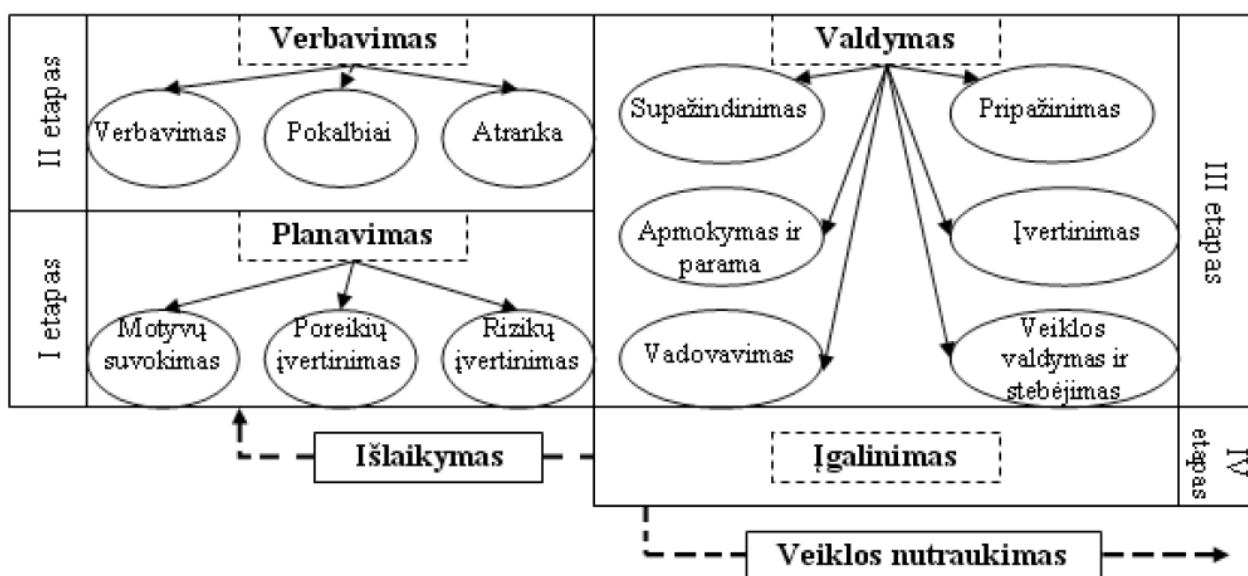 II etapas
Verbavimas
Verbavimas
Pokalbiai
Atranka
I etapas
Planavimas
Motyvų
suvokimas
Poreikių
įvertinimas
Rizikų
įvertinimas
Valdymas
Supažindinimas
Pripažinimas
Apmokymas ir
parama
Įvertinimas
Vadovavimas
Veiklos
valdymas ir
stebėjimas
III etapas
Išlaikymas
Įgalinimas
IV
etapas
Veiklos nutraukimas